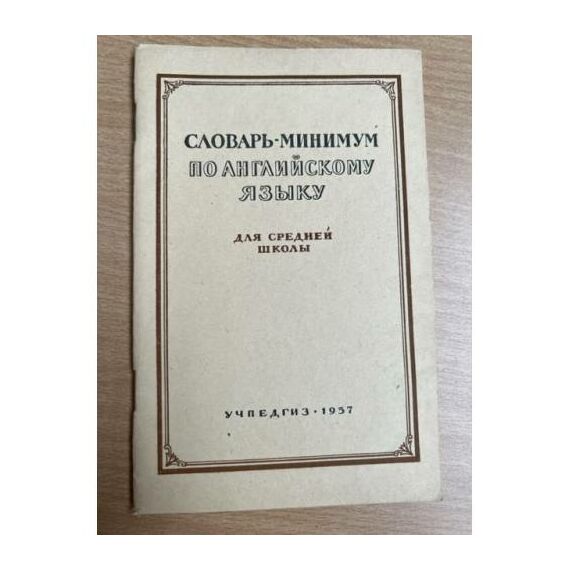 СЛОВАРЬ-МИНИМУМ
ПО АНГЛИЙСКОМУ
ЯЗЫКУ
ДЛЯ СРЕДНЕЙ
ШКОЛЫ
УЧПЕДГИЗ · 1957